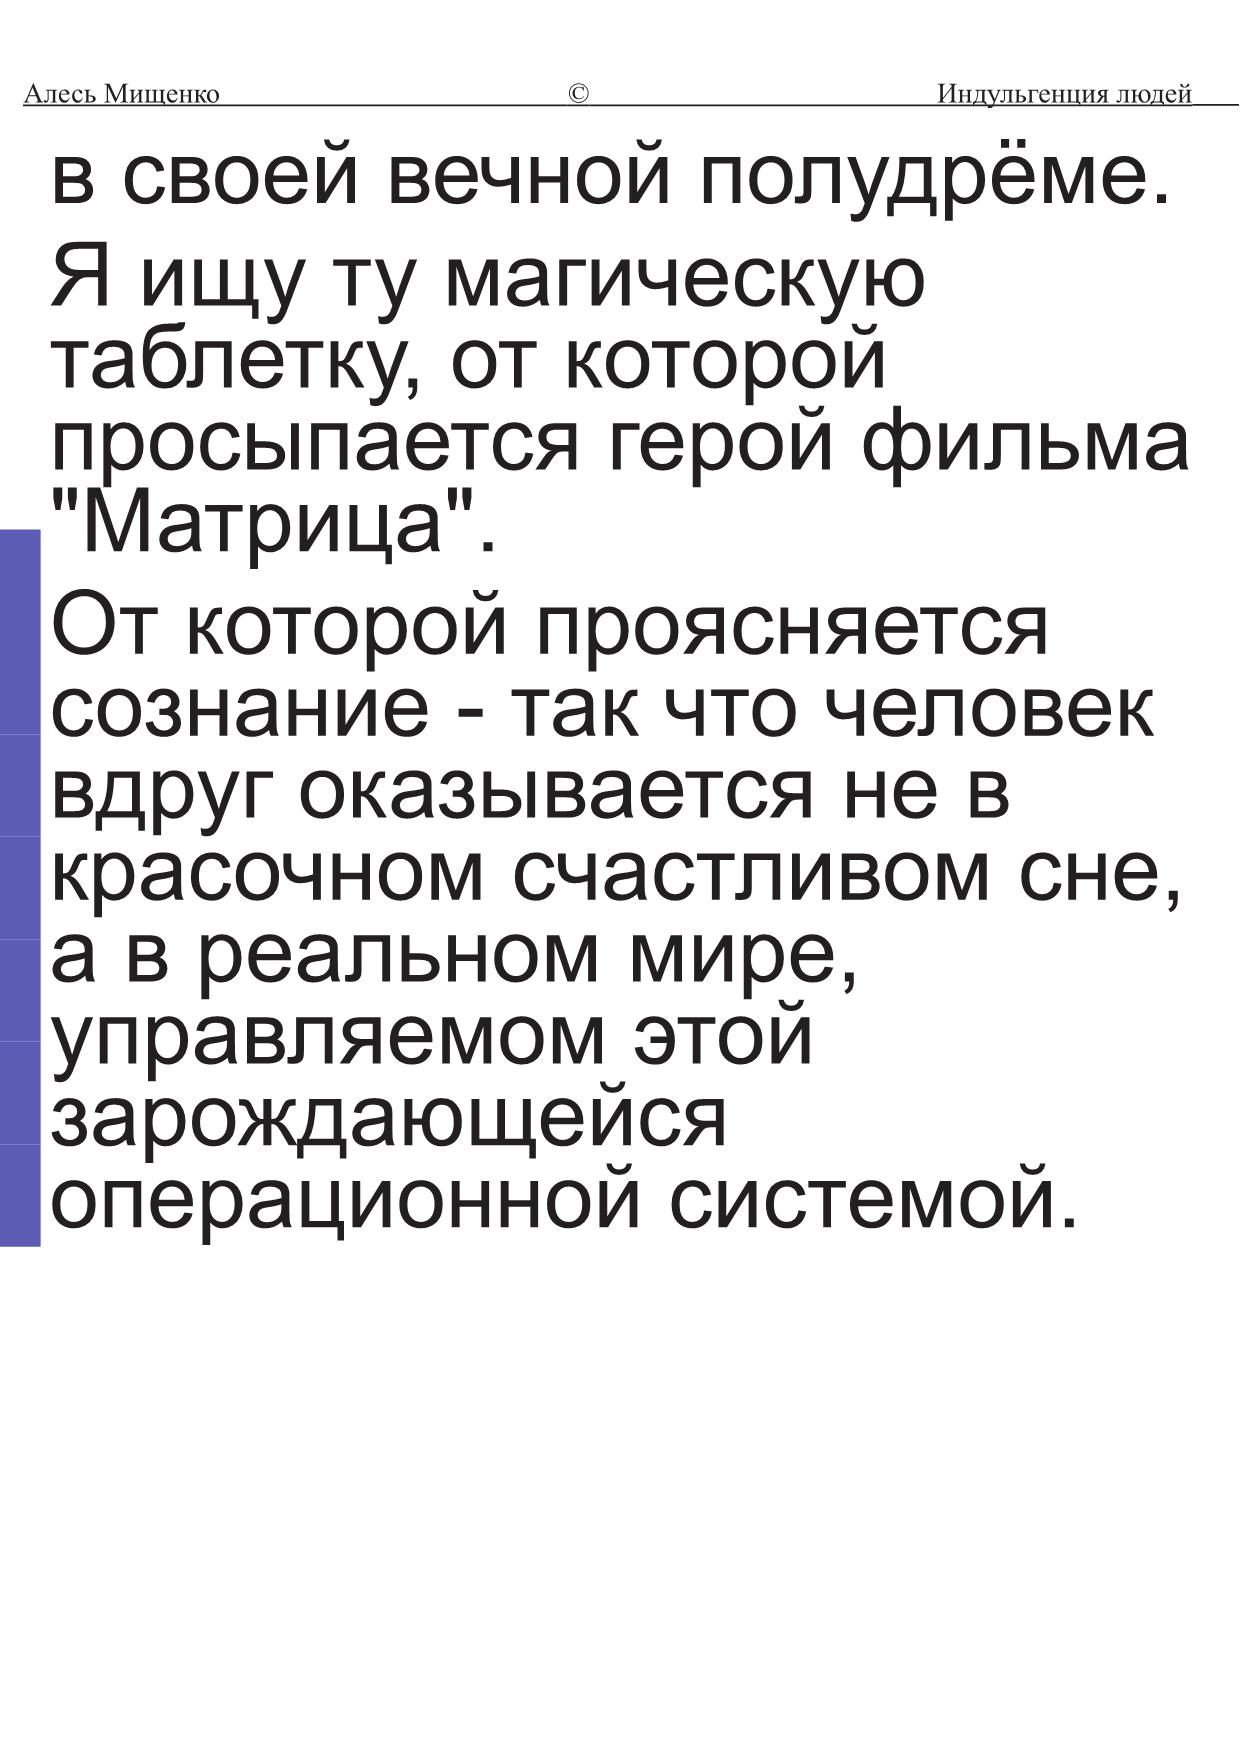 Алесь Мищенко © Индульгенция людей
в своей вечной полудрёме.
Я ищу ту магическую
таблетку, от которой
просыпается герой фильма
"Матрица".
От которой проясняется
сознание - так что человек
вдруг оказывается не в
красочном счастливом сне,
а в реальном мире,
управляемом этой
зарождающейся
операционной системой.